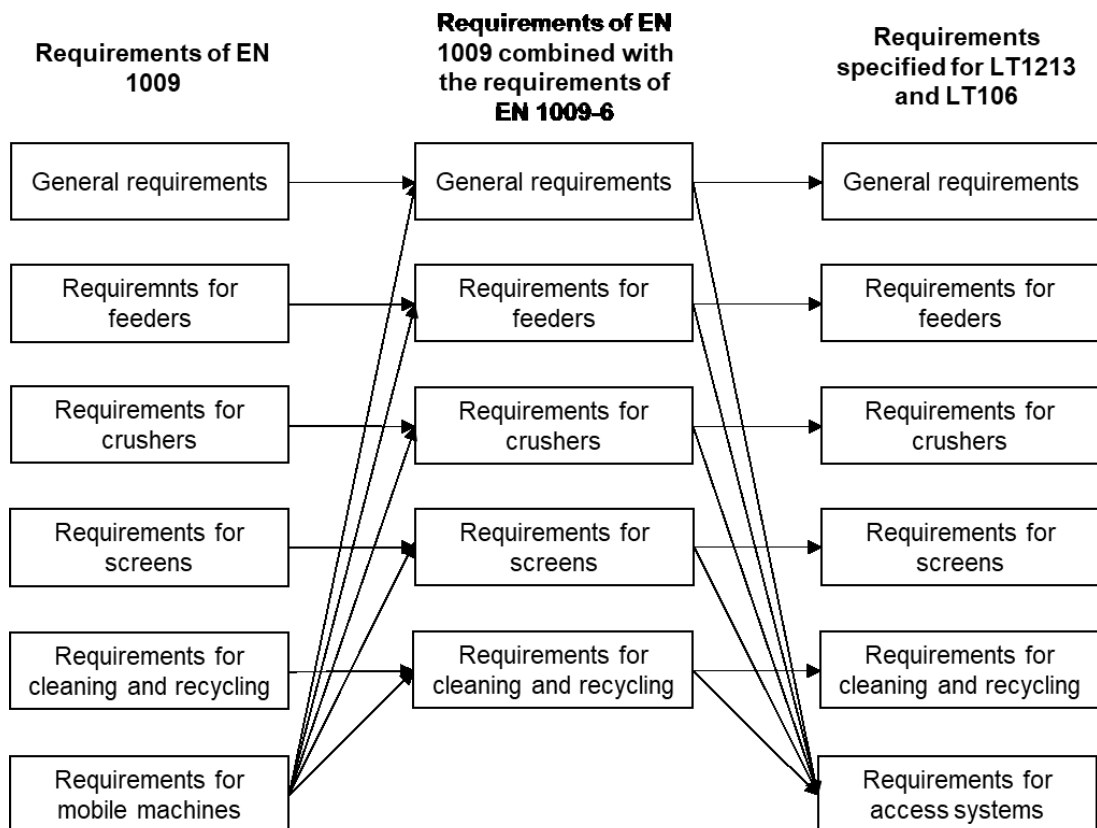 Requirements of EN
1009
Requirements of EN
1009 combined with
the requirements of
EN 1009-6
Requirements
specified for LT1213
and LT106
General requirements
General requirements
General requirements
Requiremnts for
feeders
Requirements for
feeders
Requirements for
feeders
Requirements for
crushers
Requirements for
crushers
Requirements for
crushers
Requirements for
screens
Requirements for
screens
Requirements for
screens
Requirements for
cleaning and recycling
Requirements for
cleaning and recycling
Requirements for
cleaning and recycling
Requirements for
mobile machines
Requirements for
access systems